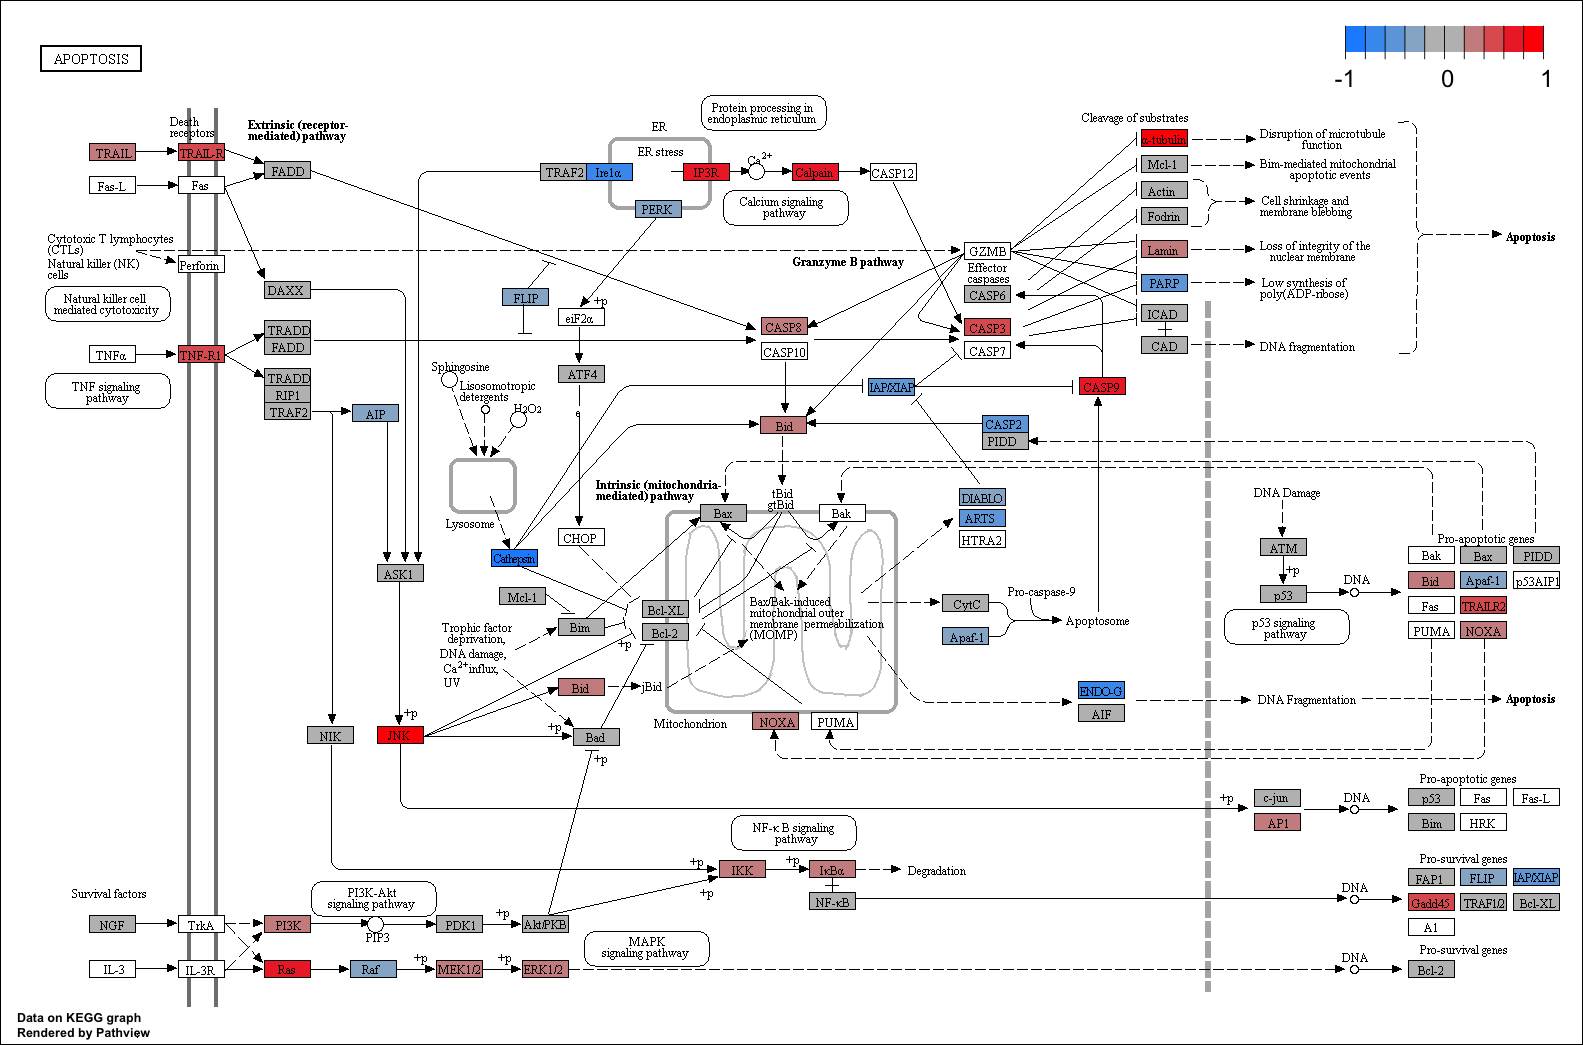 APOPTOSIS
-1
0
1
Death
receptors
Extrinsic (receptor-
mediated) pathway
TRAIL
TRAIL-R
Fas-L
Fas
FADD
Cytotoxic T lymphocytes
(CTLs)
Natural killer (NK)
cells
Perforin
Natural killer cell
mediated cytotoxicity
DAXX
TRADD
FADD
TNFα
TNF-R1
TNF signaling
pathway
TRADD
RIP1
TRAF2
AIP
ER
ER stress
TRAF2
Ire1α
PERK
IP3R
Ca2+
Calpain
CASP12
Protein processing in
endoplasmic reticulum
Calcium signaling
pathway
Granzyme B pathway
GZMB
Effector
caspases
CASP6
CASP3
CASP7
FLIP
+p
eiF2α
ATF4
e
CHOP
CASP8
CASP10
IAP/XIAP
CASP9
Bid
CASP2
PIDD
Cleavage of substrates
α-tubulin
Mcl-1
Actin
Fodrin
Lamin
PARP
ICAD
CAD
Disruption of microtubule
function
Bim-mediated mitochondrial
apoptotic events
Cell shrinkage and
membrane blebbing
Loss of integrity of the
nuclear membrane
Low synthesis of
poly(ADP-ribose)
DNA fragmentation
Apoptosis
Sphingosine
Lisosomotropic
detergents
H2O2
Lysosome
Cathepsin
Intrinsic (mitochondria-
mediated) pathway
tBid
gtBid
Bax
Bak
DIABLO
ARTS
HTRA2
ASK1
Mcl-1
Bim
Bcl-XL
Bcl-2
+p
Trophic factor
deprivation,
DNA damage,
Ca2+ influx,
UV
Bax/Bak-induced
mitochondrial outer
membrane permeabilization
(MOMP)
CytC
Apaf-1
Pro-caspase-9
Apoptosome
Bid
jBid
Mitochondrion
NOXA
PUMA
ENDO-G
AIF
DNA Fragmentation
Apoptosis
DNA Damage
ATM
+p
p53
DNA
p53 signaling
pathway
Pro-apoptotic genes
Bak
Bax
PIDD
Bid
Apaf-1
p53AIP1
Fas
TRAILR2
PUMA
NOXA
NIK
+p
JNK
+p
Bad
+p
+p
c-jun
AP1
DNA
Pro-apoptotic genes
p53
Fas
Fas-L
Bim
HRK
NF-κB signaling
pathway
+p
IKK
+p
IκBα
Degradation
+p
NF-κB
DNA
Pro-survival genes
FAP1
FLIP
IAP/XIAP
Gadd45
TRAF1/2
Bcl-XL
A1
Survival factors
NGF
TrkA
PI3K
PI3K-Akt
signaling pathway
PIP3
PDK1
+p
Akt/PKB
MAPK
signaling pathway
IL-3
IL-3R
Ras
Raf
+p
MEK1/2
+p
ERK1/2
DNA
Pro-survival genes
Bcl-2
Data on KEGG graph
Rendered by Pathview